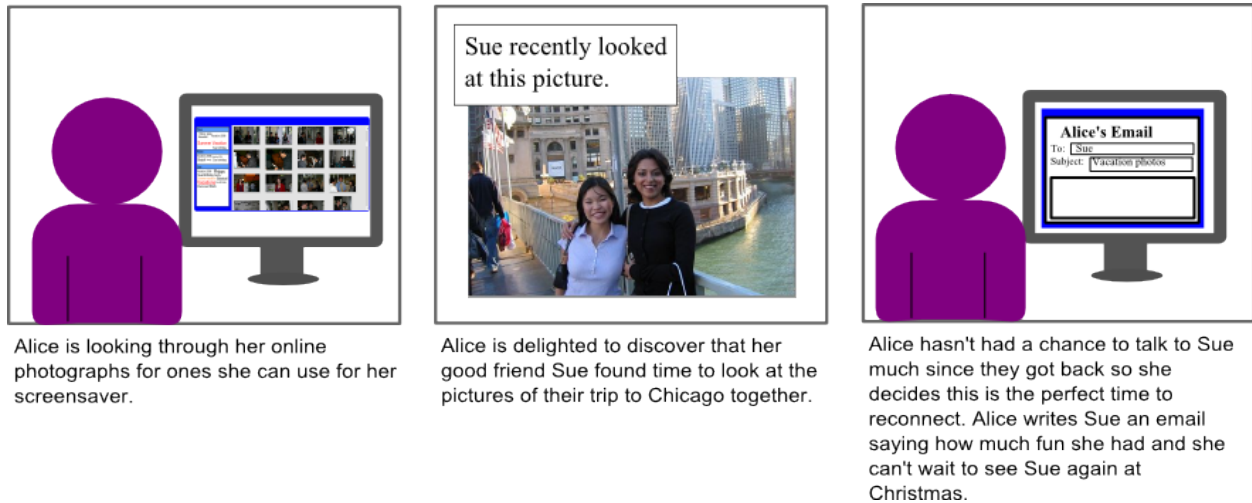 Sue recently looked
at this picture.
Alice's Email
To: Sue
Subject: Vacation photos
Alice is looking through her online
photographs for ones she can use for her
screensaver.
Alice is delighted to discover that her
good friend Sue found time to look at the
pictures of their trip to Chicago together.
Alice hasn't had a chance to talk to Sue
much since they got back so she
decides this is the perfect time to
reconnect. Alice writes Sue an email
saying how much fun she had and she
can't wait to see Sue again at
Christmas.